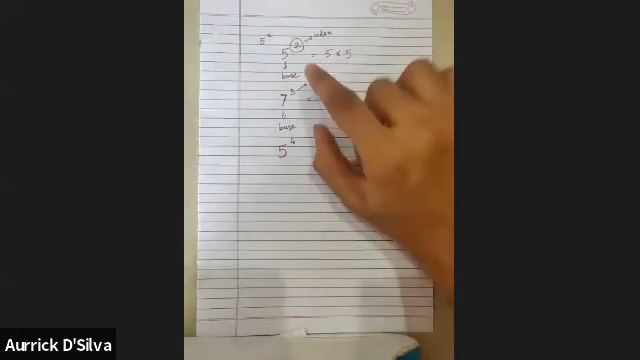 5²
5² → index = 5 × 5
↓
base
7³ → =
↓
base
5⁴
Aurrick D'Silva